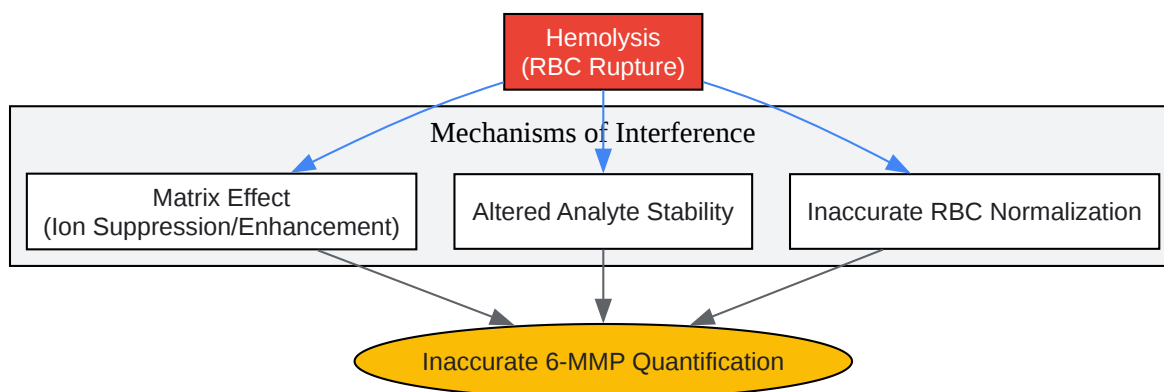 Hemolysis
(RBC Rupture)
Mechanisms of Interference
Matrix Effect
(Ion Suppression/Enhancement)
Altered Analyte Stability
Inaccurate RBC Normalization
Inaccurate 6-MMP Quantification